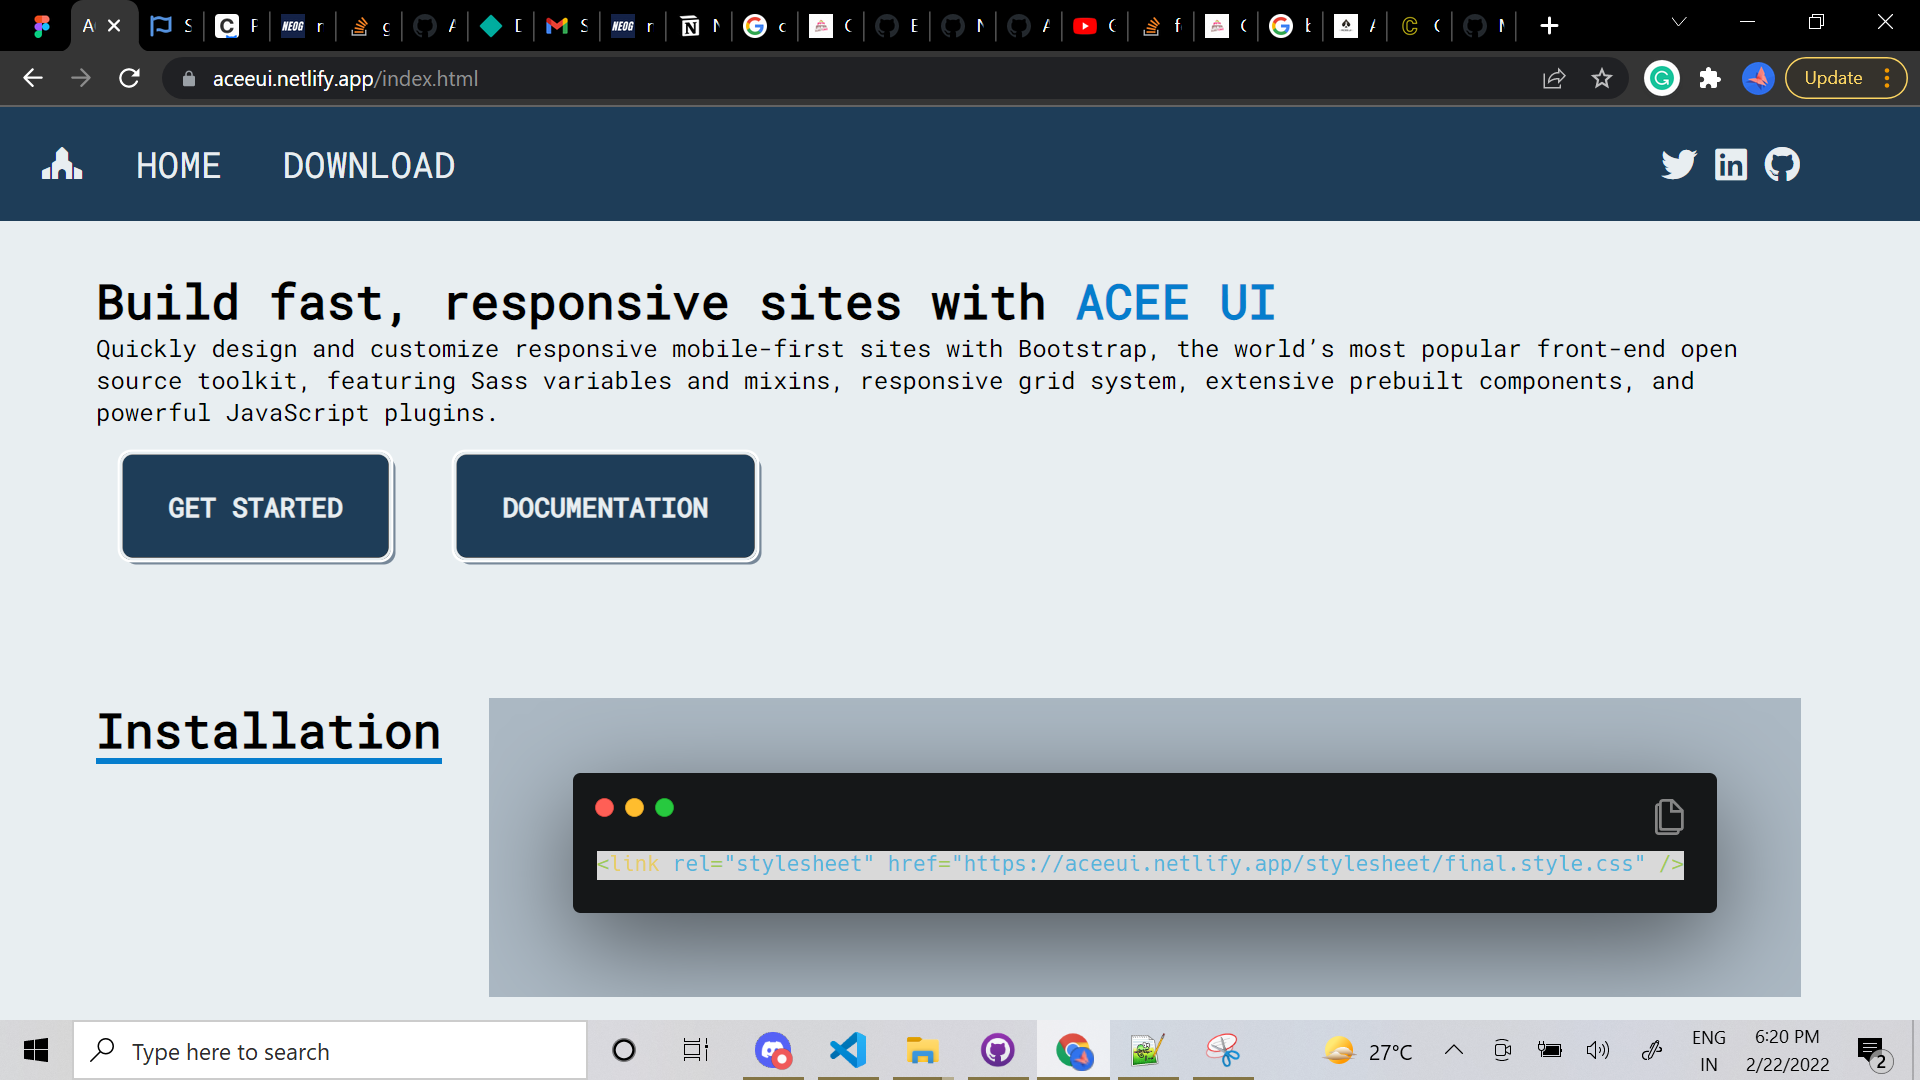 NEOG
NEOG
aceeui.netlify.app/index.html
Update
HOME
DOWNLOAD
Build fast, responsive sites with ACEE UI
Quickly design and customize responsive mobile-first sites with Bootstrap, the world’s most popular front-end open
source toolkit, featuring Sass variables and mixins, responsive grid system, extensive prebuilt components, and
powerful JavaScript plugins.
GET STARTED
DOCUMENTATION
Installation
<link rel="stylesheet" href="https://aceeui.netlify.app/stylesheet/final.style.css" />
Type here to search
27°C
ENG
IN
6:20 PM
2/22/2022
2